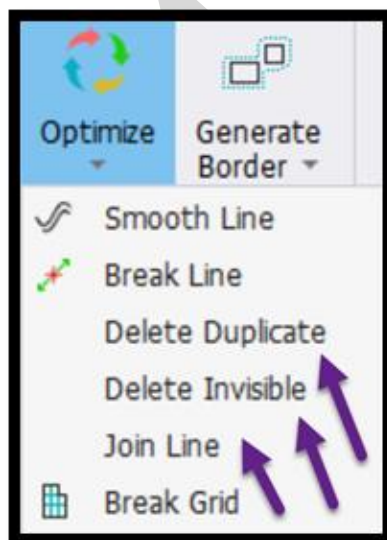 Optimize
Generate
Border
Smooth Line
Break Line
Delete Duplicate
Delete Invisible
Join Line
Break Grid